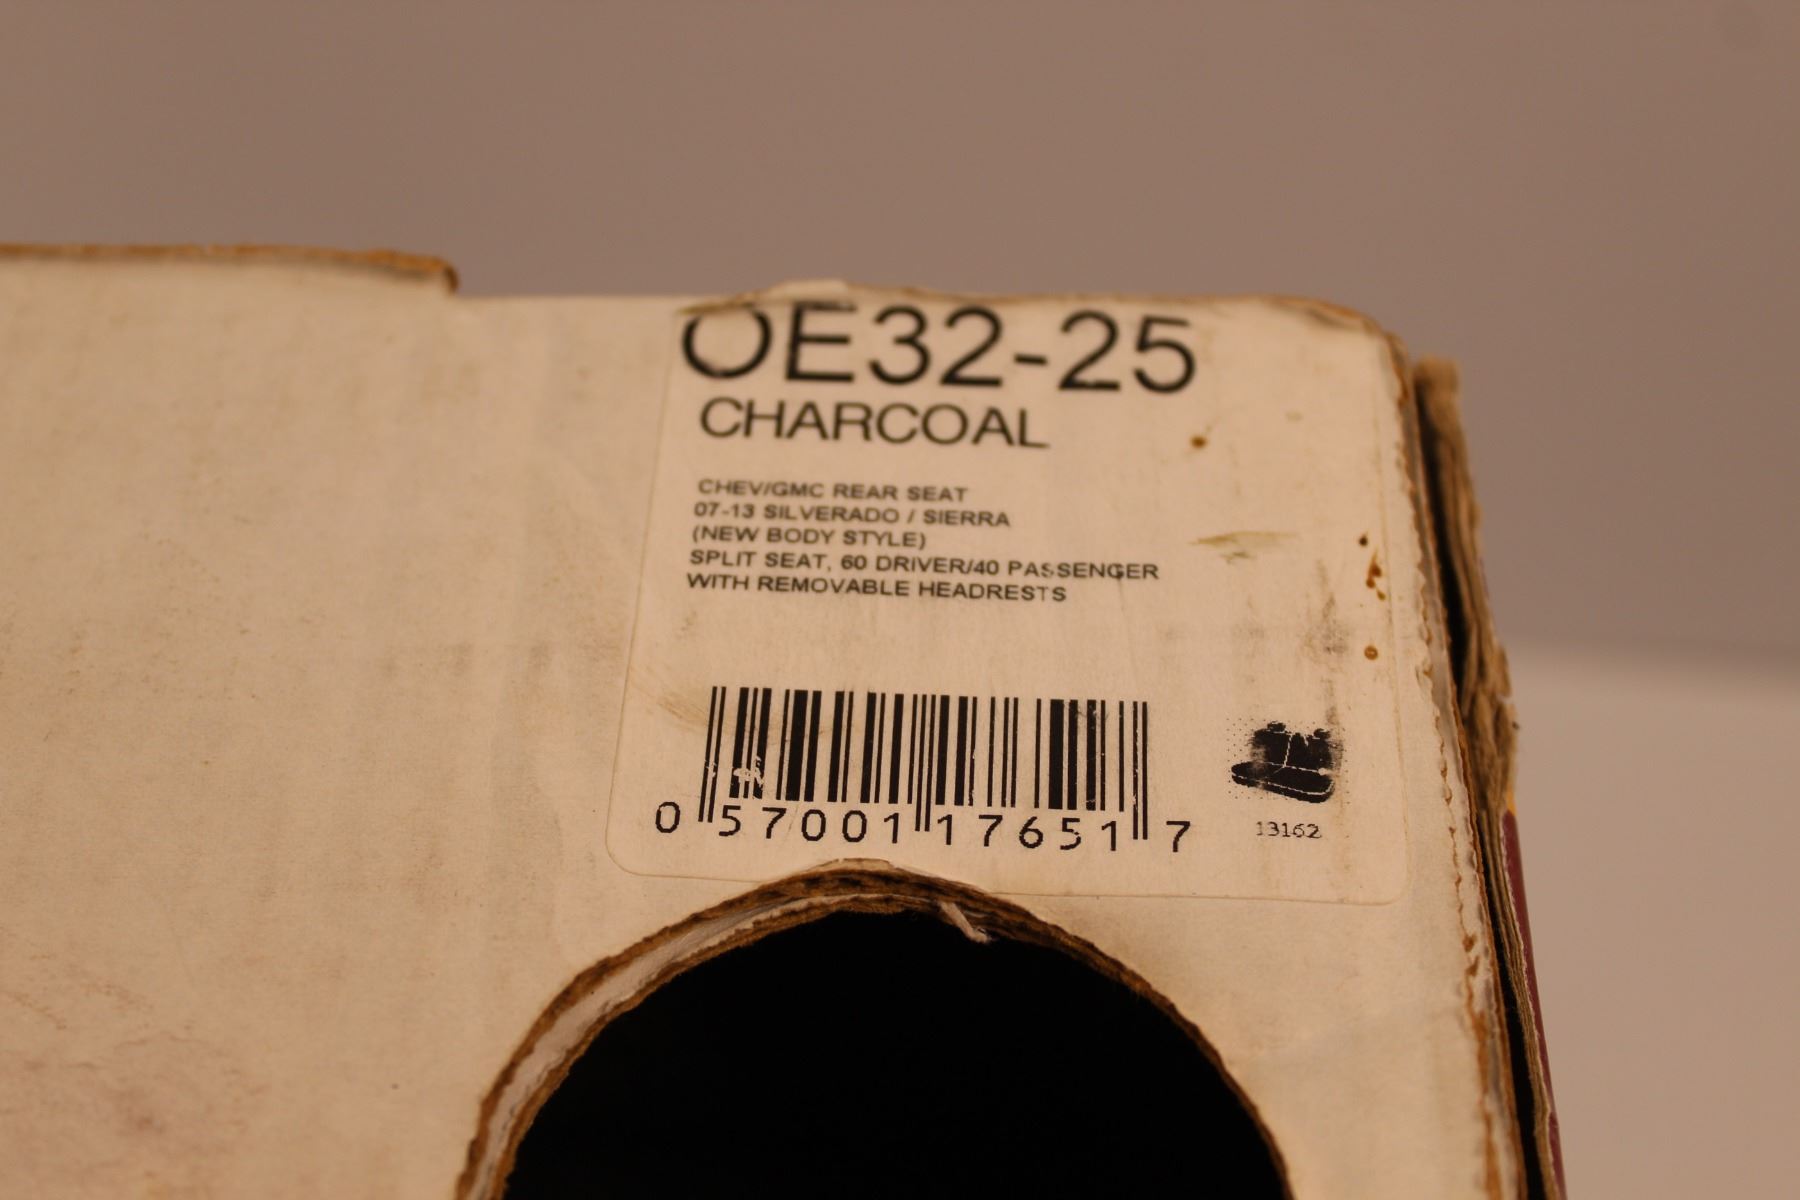 OE32-25
CHARCOAL
CHEV/GMC REAR SEAT
07-13 SILVERADO / SIERRA
(NEW BODY STYLE)
SPLIT SEAT, 60 DRIVER/40 PASSENGER
WITH REMOVABLE HEADRESTS
0 57001 17651 7
13162